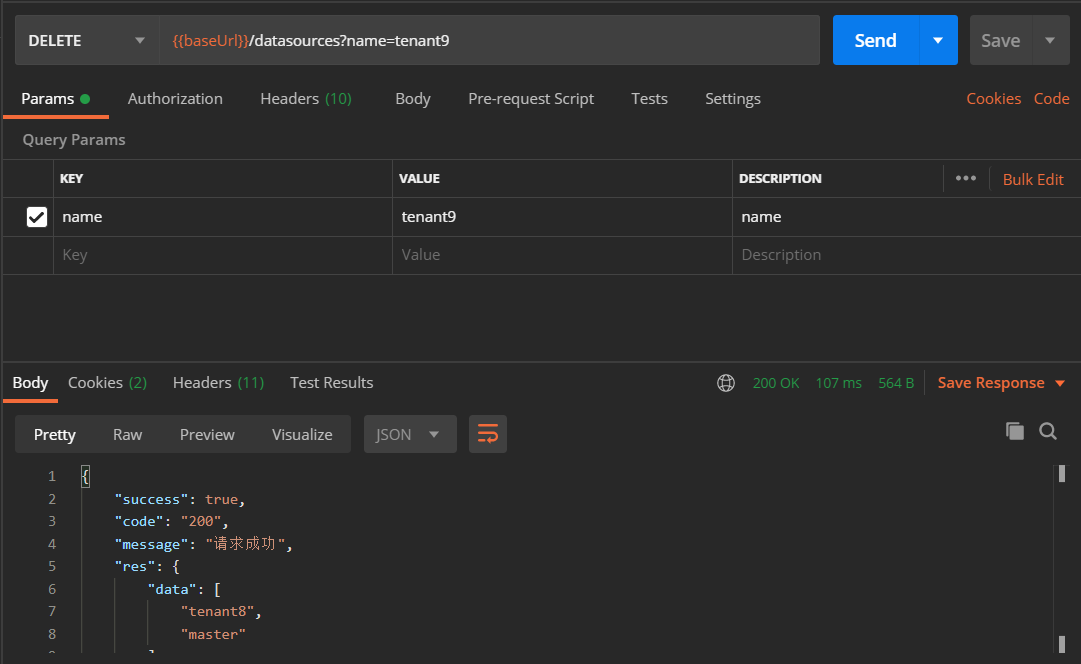 DELETE {{baseUrl}}/datasources?name=tenant9 Send Save
Params Authorization Headers (10) Body Pre-request Script Tests Settings Cookies Code
Query Params
KEY VALUE DESCRIPTION ••• Bulk Edit
name tenant9 name
Key Value Description
Body Cookies (2) Headers (11) Test Results 200 OK 107 ms 564 B Save Response
Pretty Raw Preview Visualize JSON
1 {
2 "success": true,
3 "code": "200",
4 "message": "请求成功",
5 "res": {
6 "data": [
7 "tenant8",
8 "master"